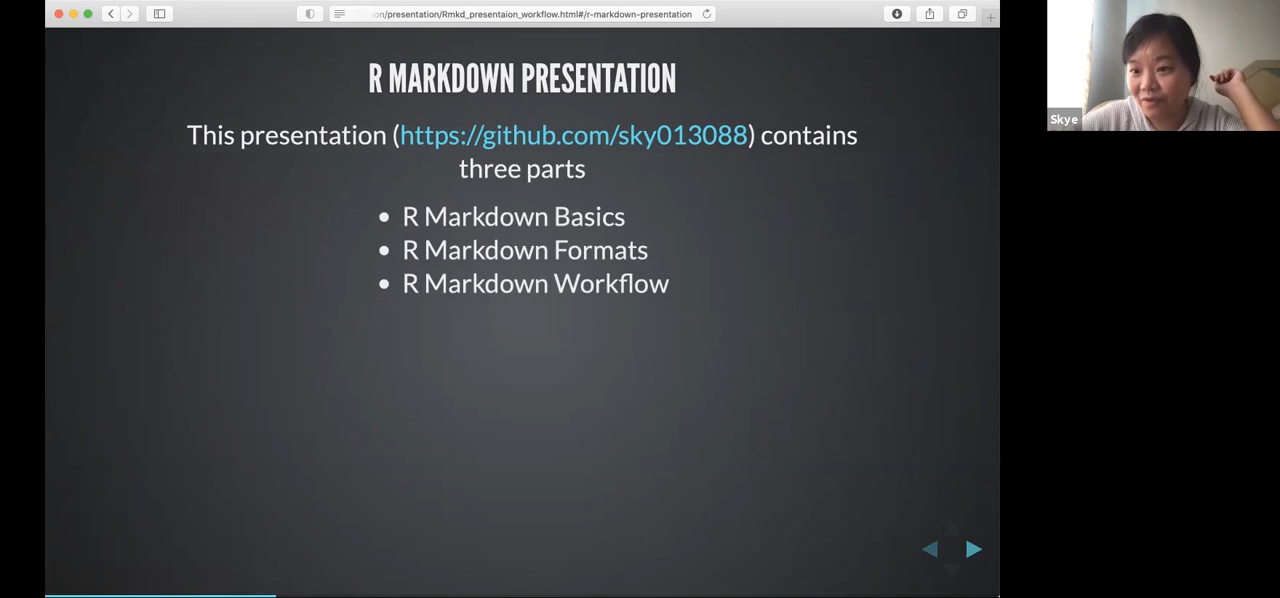 on/presentation/Rmkd_presentaion_workflow.html#/r-markdown-presentation
R MARKDOWN PRESENTATION
This presentation (https://github.com/sky013088) contains
three parts
• R Markdown Basics
• R Markdown Formats
• R Markdown Workflow
Skye